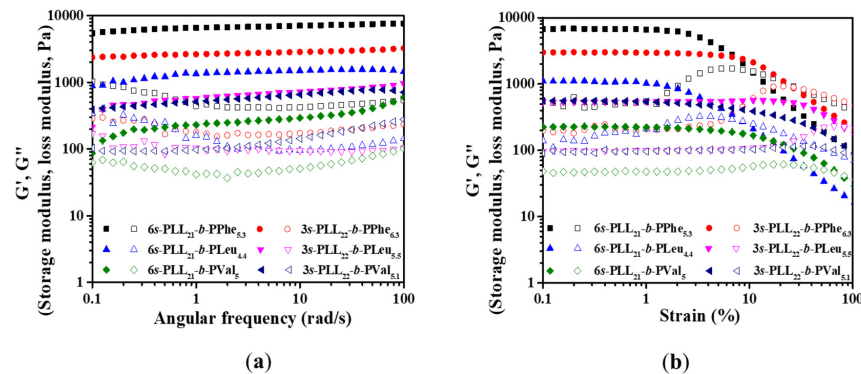 G', G"
(Storage modulus, loss modulus, Pa)
10000
1000
100
10
1
6s-PLL21-b-PPhe5.3
3s-PLL22-b-PPhe6.3
6s-PLL21-b-PLeu4.4
3s-PLL22-b-PLeu5.5
6s-PLL21-b-PVal5
3s-PLL22-b-PVal5.1
0.1 1 10 100
Angular frequency (rad/s)
(a)
G', G"
(Storage modulus, loss modulus, Pa)
10000
1000
100
10
1
6s-PLL21-b-PPhe5.3
3s-PLL22-b-PPhe6.3
6s-PLL21-b-PLeu4.4
3s-PLL22-b-PLeu5.5
6s-PLL21-b-PVal5
3s-PLL22-b-PVal5.1
0.1 1 10 100
Strain (%)
(b)